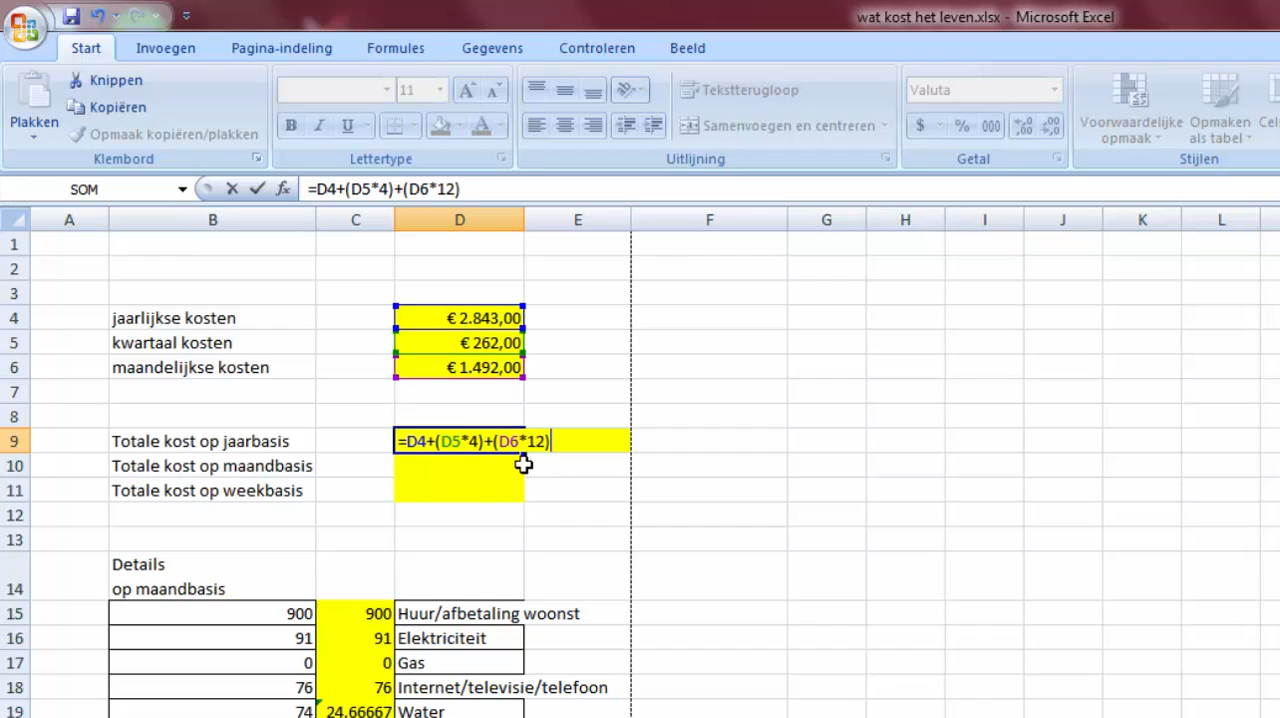 wat kost het leven.xlsx - Microsoft Excel
Start Invoegen Pagina-indeling Formules Gegevens Controleren Beeld
Plakken Knippen
Kopiëren
Opmaak kopiëren/plakken
Klembord
11 A A
B I U A
Lettertype
Tekstterugloop
Samenvoegen en centreren
Uitlijning
Valuta
$ % 000 ,00 ,00
Getal
Voorwaardelijke opmaak
Opmaken als tabel
Stijlen
SOM fx =D4+(D5*4)+(D6*12)
A B C D E F G H I J K L
1
2
3
4 jaarlijkse kosten € 2.843,00
5 kwartaal kosten € 262,00
6 maandelijkse kosten € 1.492,00
7
8
9 Totale kost op jaarbasis =D4+(D5*4)+(D6*12)
10 Totale kost op maandbasis
11 Totale kost op weekbasis
12
13
Details
14 op maandbasis
15 900 900 Huur/afbetaling woonst
16 91 91 Elektriciteit
17 0 0 Gas
18 76 76 Internet/televisie/telefoon
19 74 24.66667 Water